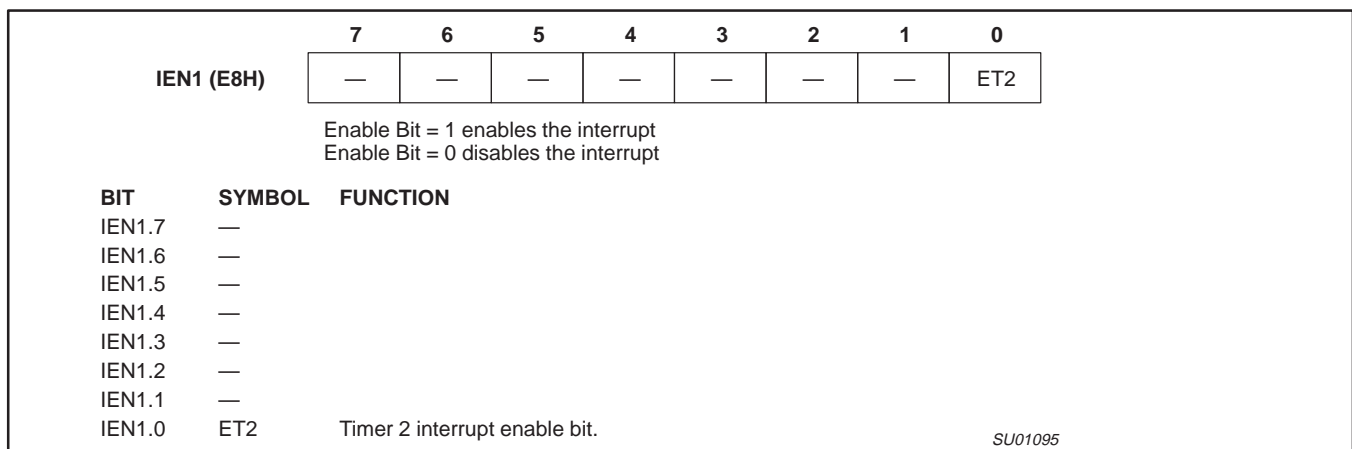 7 6 5 4 3 2 1 0
IEN1 (E8H) — — — — — — — ET2
Enable Bit = 1 enables the interrupt
Enable Bit = 0 disables the interrupt
BIT SYMBOL FUNCTION
IEN1.7 —
IEN1.6 —
IEN1.5 —
IEN1.4 —
IEN1.3 —
IEN1.2 —
IEN1.1 —
IEN1.0 ET2 Timer 2 interrupt enable bit.
SU01095